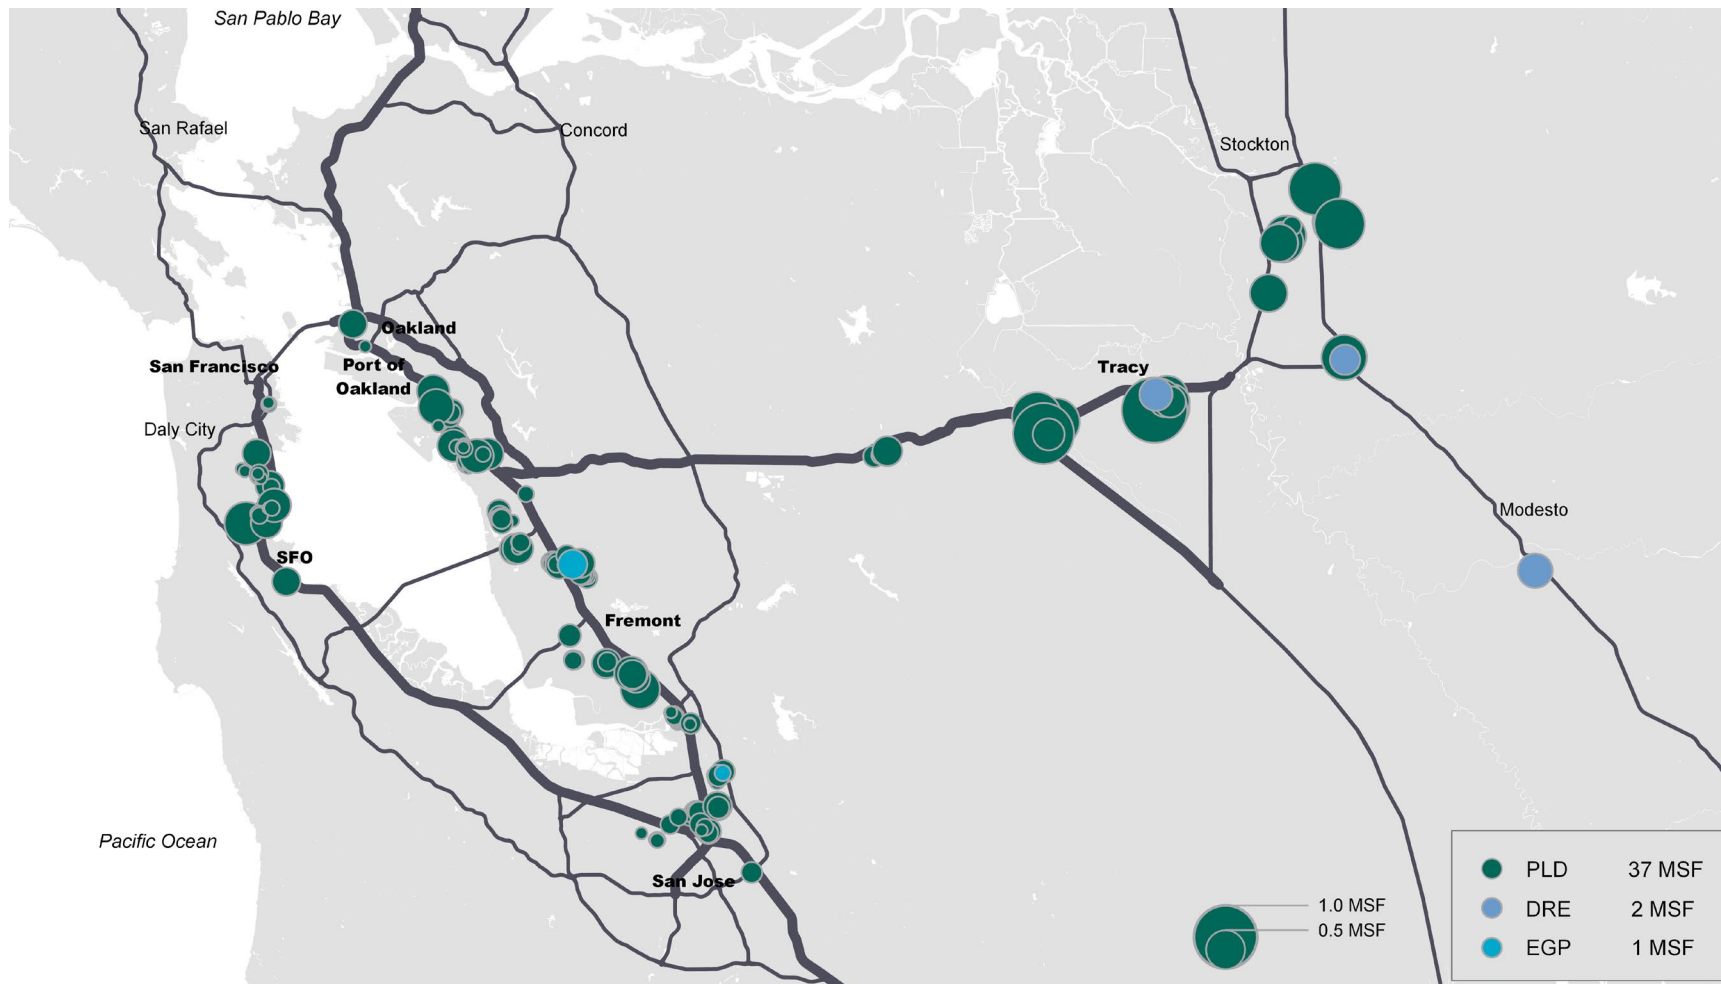 San Pablo Bay
San Rafael
Concord
Stockton
Oakland
San Francisco
Port of
Oakland
Tracy
Daly City
Modesto
SFO
Fremont
Pacific Ocean
San Jose
1.0 MSF
0.5 MSF
PLD 37 MSF
DRE 2 MSF
EGP 1 MSF